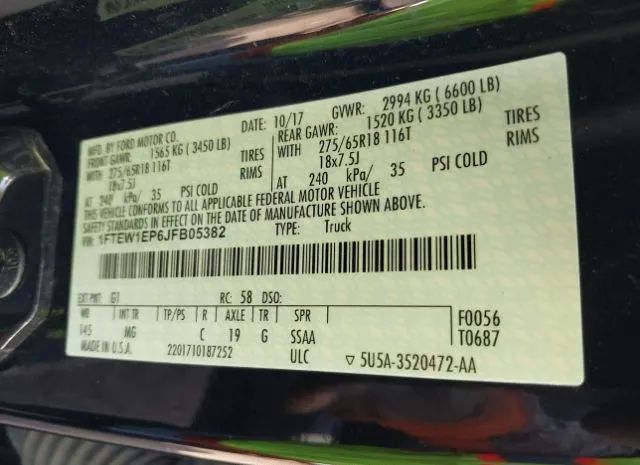 MFD. BY FORD MOTOR CO. DATE: 10/17 GVWR: 2994 KG ( 6600 LB)
FRONT GAWR: 1565 KG ( 3450 LB) REAR GAWR: 1520 KG ( 3350 LB)
WITH 275/65R18 116T TIRES WITH 275/65R18 116T TIRES
18x7.5J RIMS 18x7.5J RIMS
AT 240 kPa/ 35 PSI COLD AT 240 kPa/ 35 PSI COLD
THIS VEHICLE CONFORMS TO ALL APPLICABLE FEDERAL MOTOR VEHICLE
SAFETY STANDARDS IN EFFECT ON THE DATE OF MANUFACTURE SHOWN ABOVE.
VIN: 1FTEW1EP6JFB05382 TYPE: Truck
EXT PNT: G1 RC: 58 DSO:
WB INT TR TP/PS R AXLE TR SPR F0056
145 MG C 19 G SSAA T0687
MADE IN U.S.A. 2201710187252 ULC ▽ 5U5A-3520472-AA